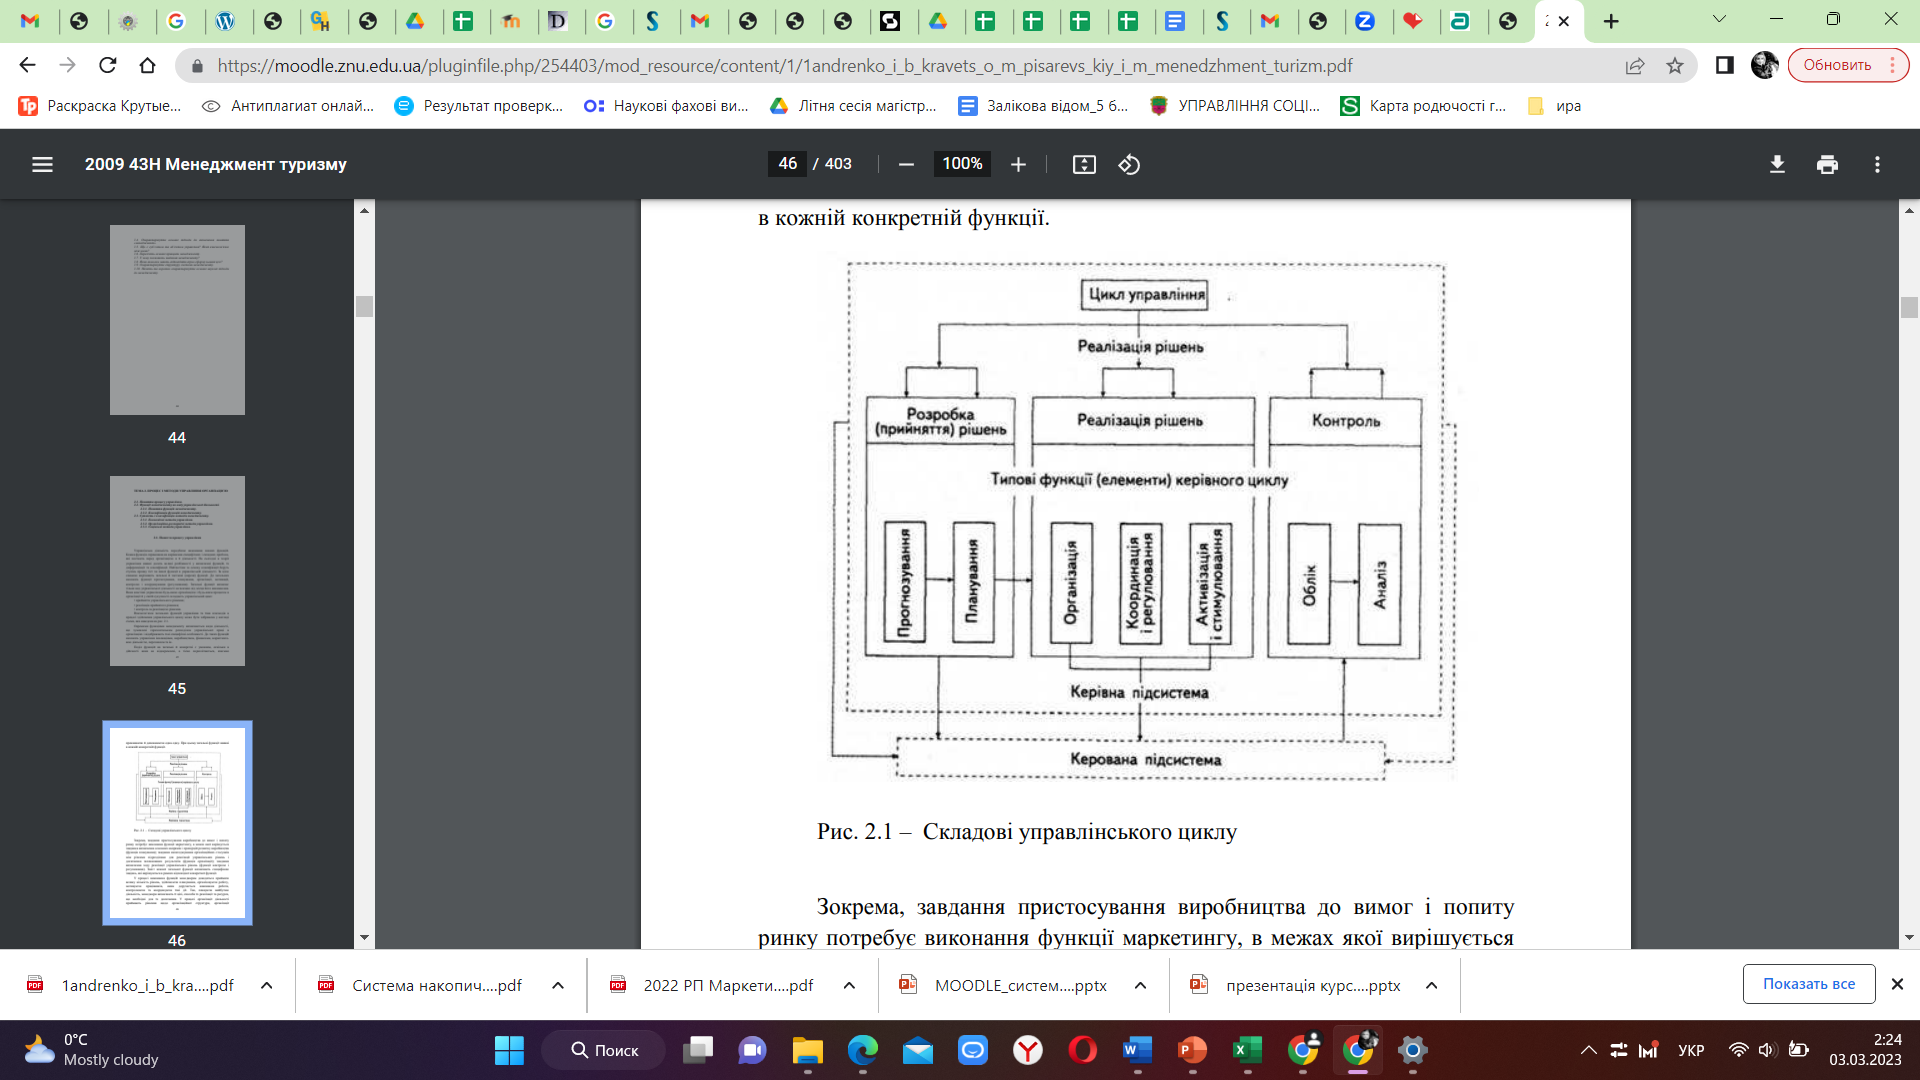 2
Обновить
https://moodle.znu.edu.ua/pluginfile.php/254403/mod_resource/content/1/1andrenko_i_b_kravets_o_m_pisarevs_kiy_i_m_menedzhment_turizm.pdf
Раскраска Крутые...
Антиплагиат онлай...
Результат проверк...
Наукові фахові ви...
Літня сесія магістр...
Залікова відом_5 б...
УПРАВЛІННЯ СОЦІ...
Карта родючості г...
ира
2009 43Н Менеджмент туризму
46 / 403
100%
44
45
46
в кожній конкретній функції.
Цикл управління
Реалізація рішень
Розробка
(прийняття) рішень
Реалізація рішень
Контроль
Типові функції (елементи) керівного циклу
Прогнозування
Планування
Організація
Координація
і регулювання
Активізація
і стимулювання
Облік
Аналіз
Керівна підсистема
Керована підсистема
Рис. 2.1 – Складові управлінського циклу
Зокрема, завдання пристосування виробництва до вимог і попиту
ринку потребує виконання функції маркетингу, в межах якої вирішується
1andrenko_i_b_kra....pdf
Система накопич....pdf
2022 РП Маркети....pdf
MOODLE_систем....pptx
презентація курс....pptx
Показать все
0°C
Mostly cloudy
Поиск
УКР
2:24
03.03.2023